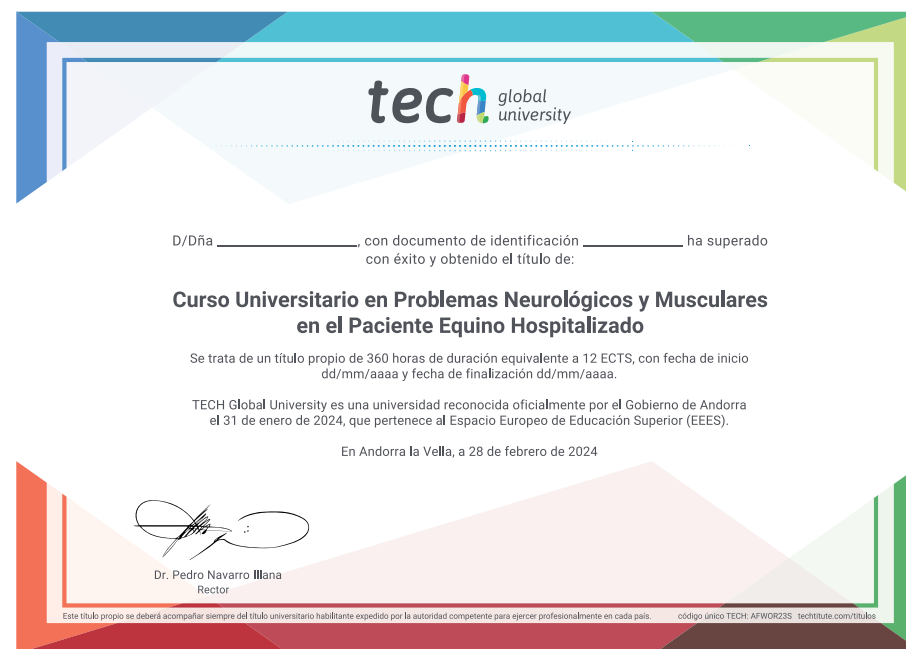 tech global
university
D/Dña ____________, con documento de identificación ____________ ha superado
con éxito y obtenido el título de:
Curso Universitario en Problemas Neurológicos y Musculares
en el Paciente Equino Hospitalizado
Se trata de un título propio de 360 horas de duración equivalente a 12 ECTS, con fecha de inicio
dd/mm/aaaa y fecha de finalización dd/mm/aaaa.
TECH Global University es una universidad reconocida oficialmente por el Gobierno de Andorra
el 31 de enero de 2024, que pertenece al Espacio Europeo de Educación Superior (EEES).
En Andorra la Vella, a 28 de febrero de 2024
Dr. Pedro Navarro Illana
Rector
Este título propio se deberá acompañar siempre del título universitario habilitante expedido por la autoridad competente para ejercer profesionalmente en cada país. código único TECH: AFWOR23S techtitute.com/titulos